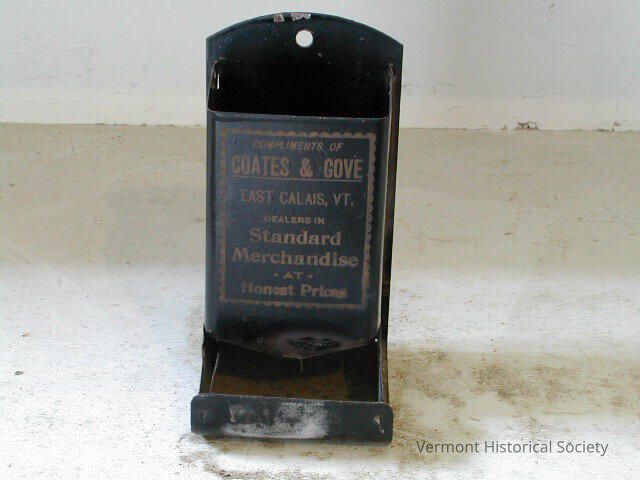 COMPLIMENTS OF
COATES & GOVE
EAST CALAIS, VT.
DEALERS IN
Standard
Merchandise
- AT -
Honest Prices
Vermont Historical Society